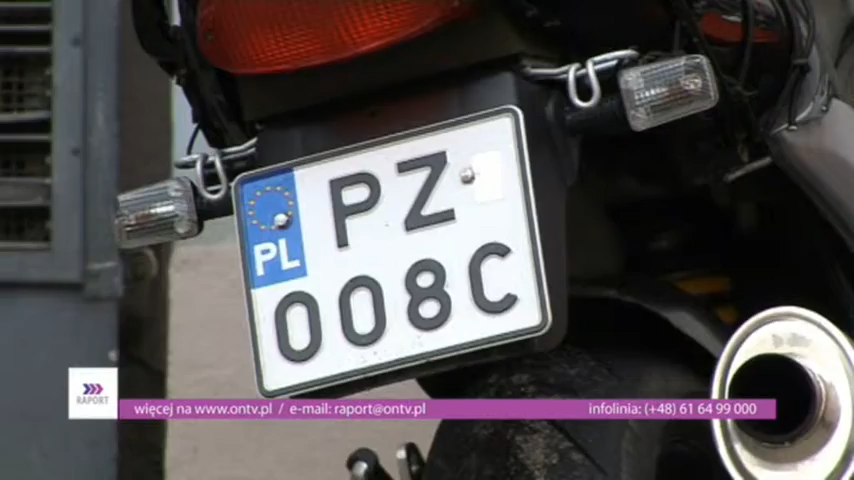 PZ
PL
008C
RAPORT
więcej na www.ontv.pl / e-mail: raport@ontv.pl
infolinia: (+48) 61 64 99 000